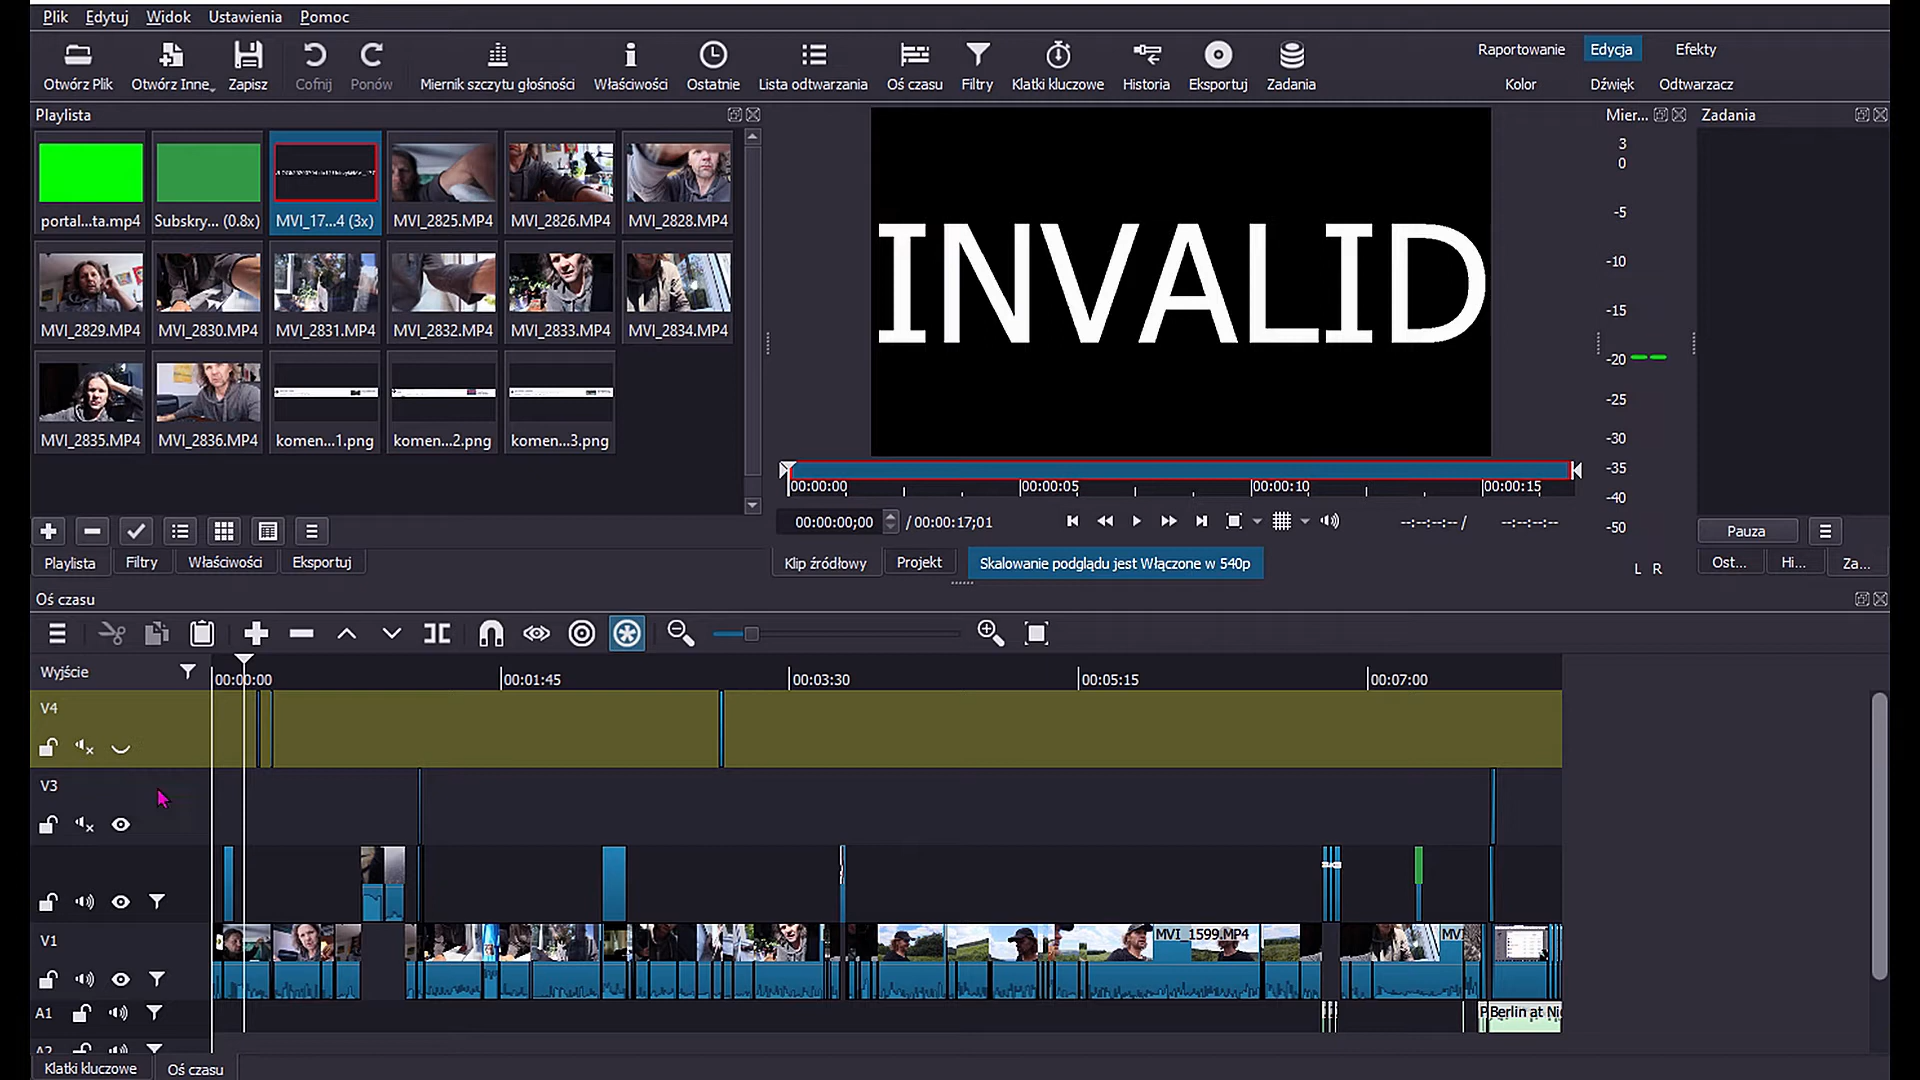 Plik Edytuj Widok Ustawienia Pomoc
Otwórz Plik Otwórz Inne Zapisz Cofnij Ponów Miernik szczytu głośności Właściwości Ostatnie Lista odtwarzania Oś czasu Filtry Klatki kluczowe Historia Eksportuj Zadania
Raportowanie Edycja Efekty
Kolor Dźwięk Odtwarzacz
Playlista
portal...ta.mp4 Subskry... (0.8x) MVI_17...4 (3x) MVI_2825.MP4 MVI_2826.MP4 MVI_2828.MP4
MVI_2829.MP4 MVI_2830.MP4 MVI_2831.MP4 MVI_2832.MP4 MVI_2833.MP4 MVI_2834.MP4
MVI_2835.MP4 MVI_2836.MP4 komen...1.png komen...2.png komen...3.png
Playlista Filtry Właściwości Eksportuj
INVALID
00:00:00 00:00:05 00:00:10 00:00:15
00:00:00;00 / 00:00:17;01 --:--:--:-- / --:--:--:--
Klip źródłowy Projekt Skalowanie podglądu jest Włączone w 540p
Mier...
3
0
-5
-10
-15
-20
-25
-30
-35
-40
-50
L R
Zadania
Pauza
Ost... Hi... Za...
Oś czasu
Wyjście
00:00:00 00:01:45 00:03:30 00:05:15 00:07:00
V4
V3
V1
MVI_1599.MP4
MV
A1
Berlin at Ni
A2
Klatki kluczowe Oś czasu